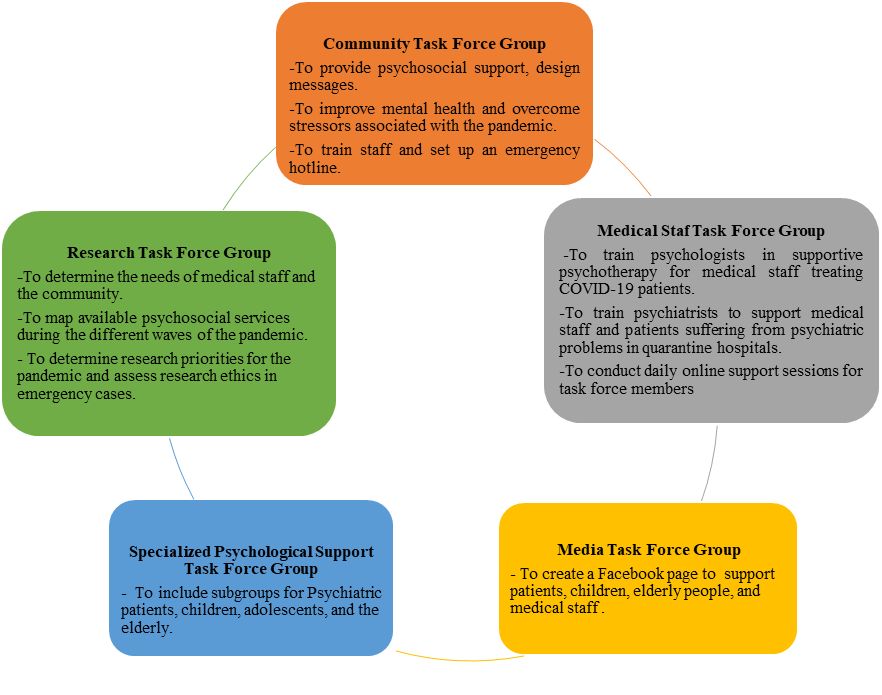 Community Task Force Group
-To provide psychosocial support, design
messages.
-To improve mental health and overcome
stressors associated with the pandemic.
-To train staff and set up an emergency
hotline.
Medical Staf Task Force Group
-To train psychologists in supportive
psychotherapy for medical staff treating
COVID-19 patients.
-To train psychiatrists to support medical
staff and patients suffering from psychiatric
problems in quarantine hospitals.
-To conduct daily online support sessions for
task force members
Media Task Force Group
- To create a Facebook page to support
patients, children, elderly people, and
medical staff .
Specialized Psychological Support
Task Force Group
- To include subgroups for Psychiatric
patients, children, adolescents, and the
elderly.
Research Task Force Group
-To determine the needs of medical staff and
the community.
-To map available psychosocial services
during the different waves of the pandemic.
- To determine research priorities for the
pandemic and assess research ethics in
emergency cases.